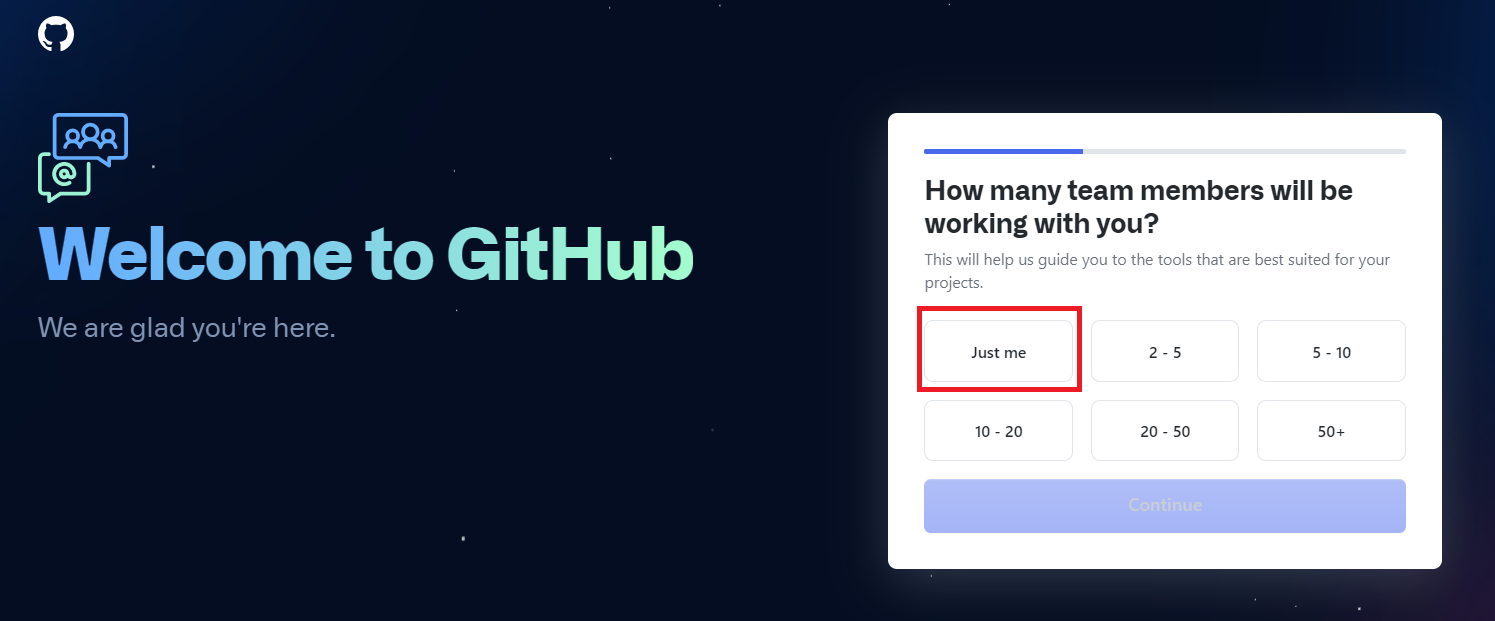 Welcome to GitHub
We are glad you're here.
How many team members will be
working with you?
This will help us guide you to the tools that are best suited for your
projects.
Just me
2 - 5
5 - 10
10 - 20
20 - 50
50+
Continue